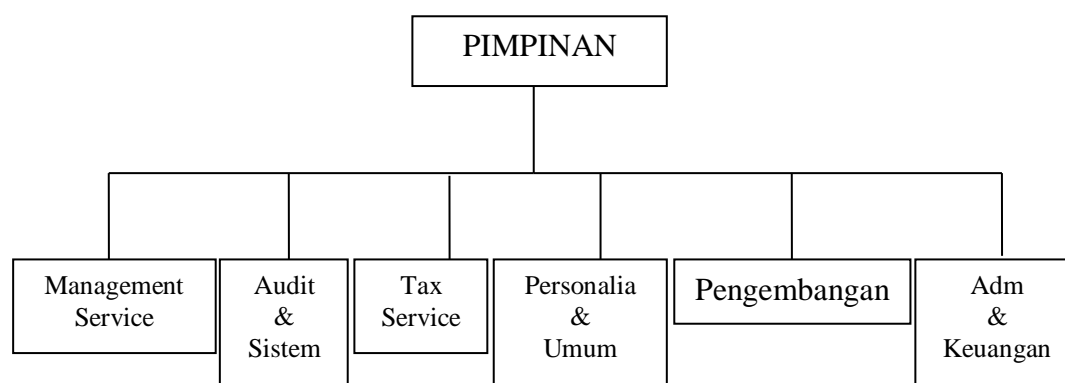 PIMPINAN
Management
Service
Audit
&
Sistem
Tax
Service
Personalia
&
Umum
Pengembangan
Adm
&
Keuangan